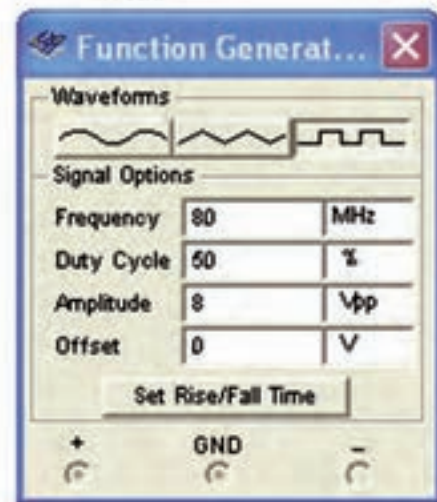 Function Generat...
Waveforms
Signal Options
Frequency 80 MHz
Duty Cycle 50 %
Amplitude 8 Vpp
Offset 0 V
Set Rise/Fall Time
+ GND −